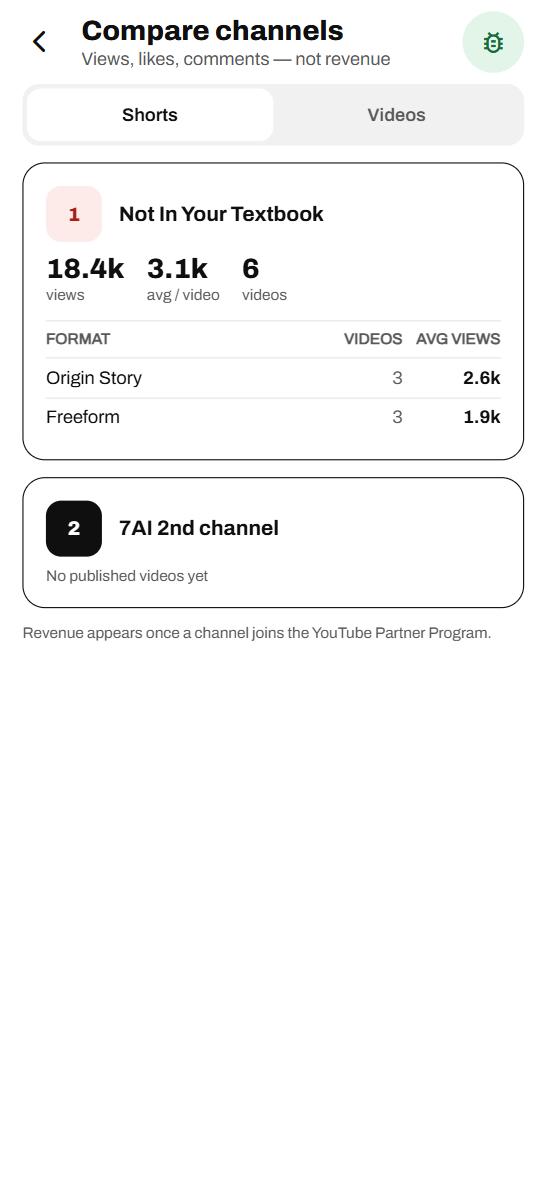 Compare channels
Views, likes, comments — not revenue
Shorts
Videos
1
Not In Your Textbook
18.4k 3.1k 6
views avg / video videos
FORMAT VIDEOS AVG VIEWS
Origin Story 3 2.6k
Freeform 3 1.9k
2
7AI 2nd channel
No published videos yet
Revenue appears once a channel joins the YouTube Partner Program.